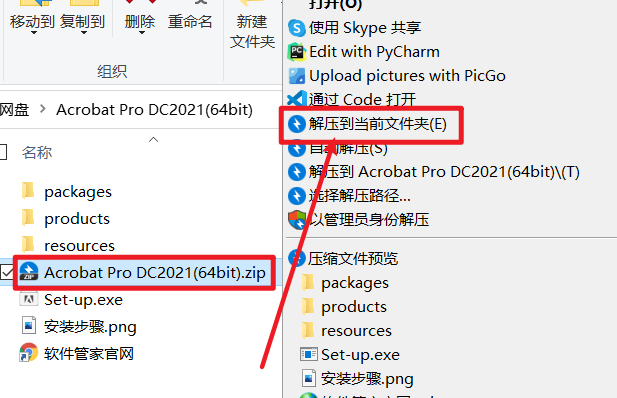 移动到 复制到 删除 重命名 新建
文件夹
组织
网盘 > Acrobat Pro DC2021(64bit)
名称
packages
products
resources
Acrobat Pro DC2021(64bit).zip
Set-up.exe
安装步骤.png
软件管家官网
打开(O)
使用 Skype 共享
Edit with PyCharm
Upload pictures with PicGo
通过 Code 打开
解压到当前文件夹(E)
自动解压(S)
解压到 Acrobat Pro DC2021(64bit)\(T)
选择解压路径...
以管理员身份解压
压缩文件预览
packages
products
resources
Set-up.exe
安装步骤.png